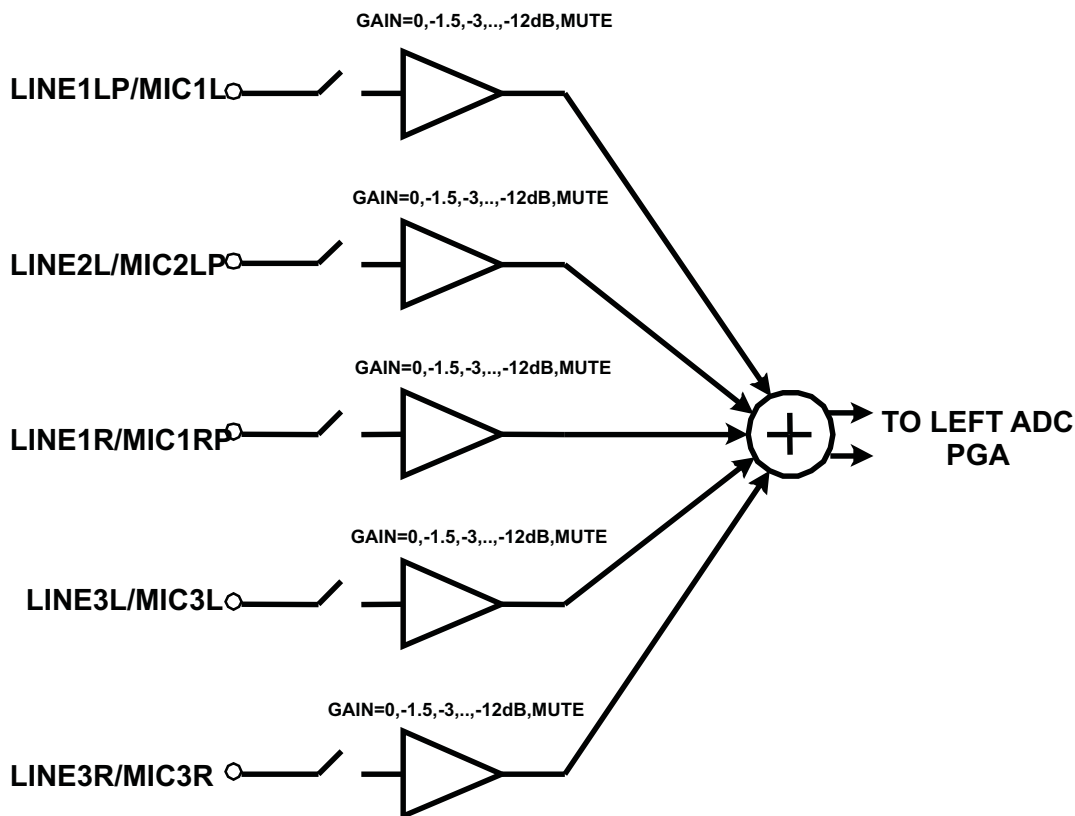 GAIN=0,-1.5,-3,..,-12dB,MUTE
LINE1LP/MIC1L
GAIN=0,-1.5,-3,..,-12dB,MUTE
LINE2L/MIC2LP
GAIN=0,-1.5,-3,..,-12dB,MUTE
LINE1R/MIC1RP
TO LEFT ADC
PGA
GAIN=0,-1.5,-3,..,-12dB,MUTE
LINE3L/MIC3L
GAIN=0,-1.5,-3,..,-12dB,MUTE
LINE3R/MIC3R